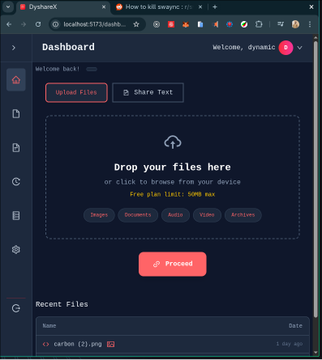 DyshareX
How to kill swaync : r/
localhost:5173/dashb...
Dashboard
Welcome, dynamic
D
Welcome back!
Upload Files
Share Text
Drop your files here
or click to browse from your device
Free plan limit: 50MB max
Images
Documents
Audio
Video
Archives
Proceed
Recent Files
Name
Date
carbon (2).png
1 day ago